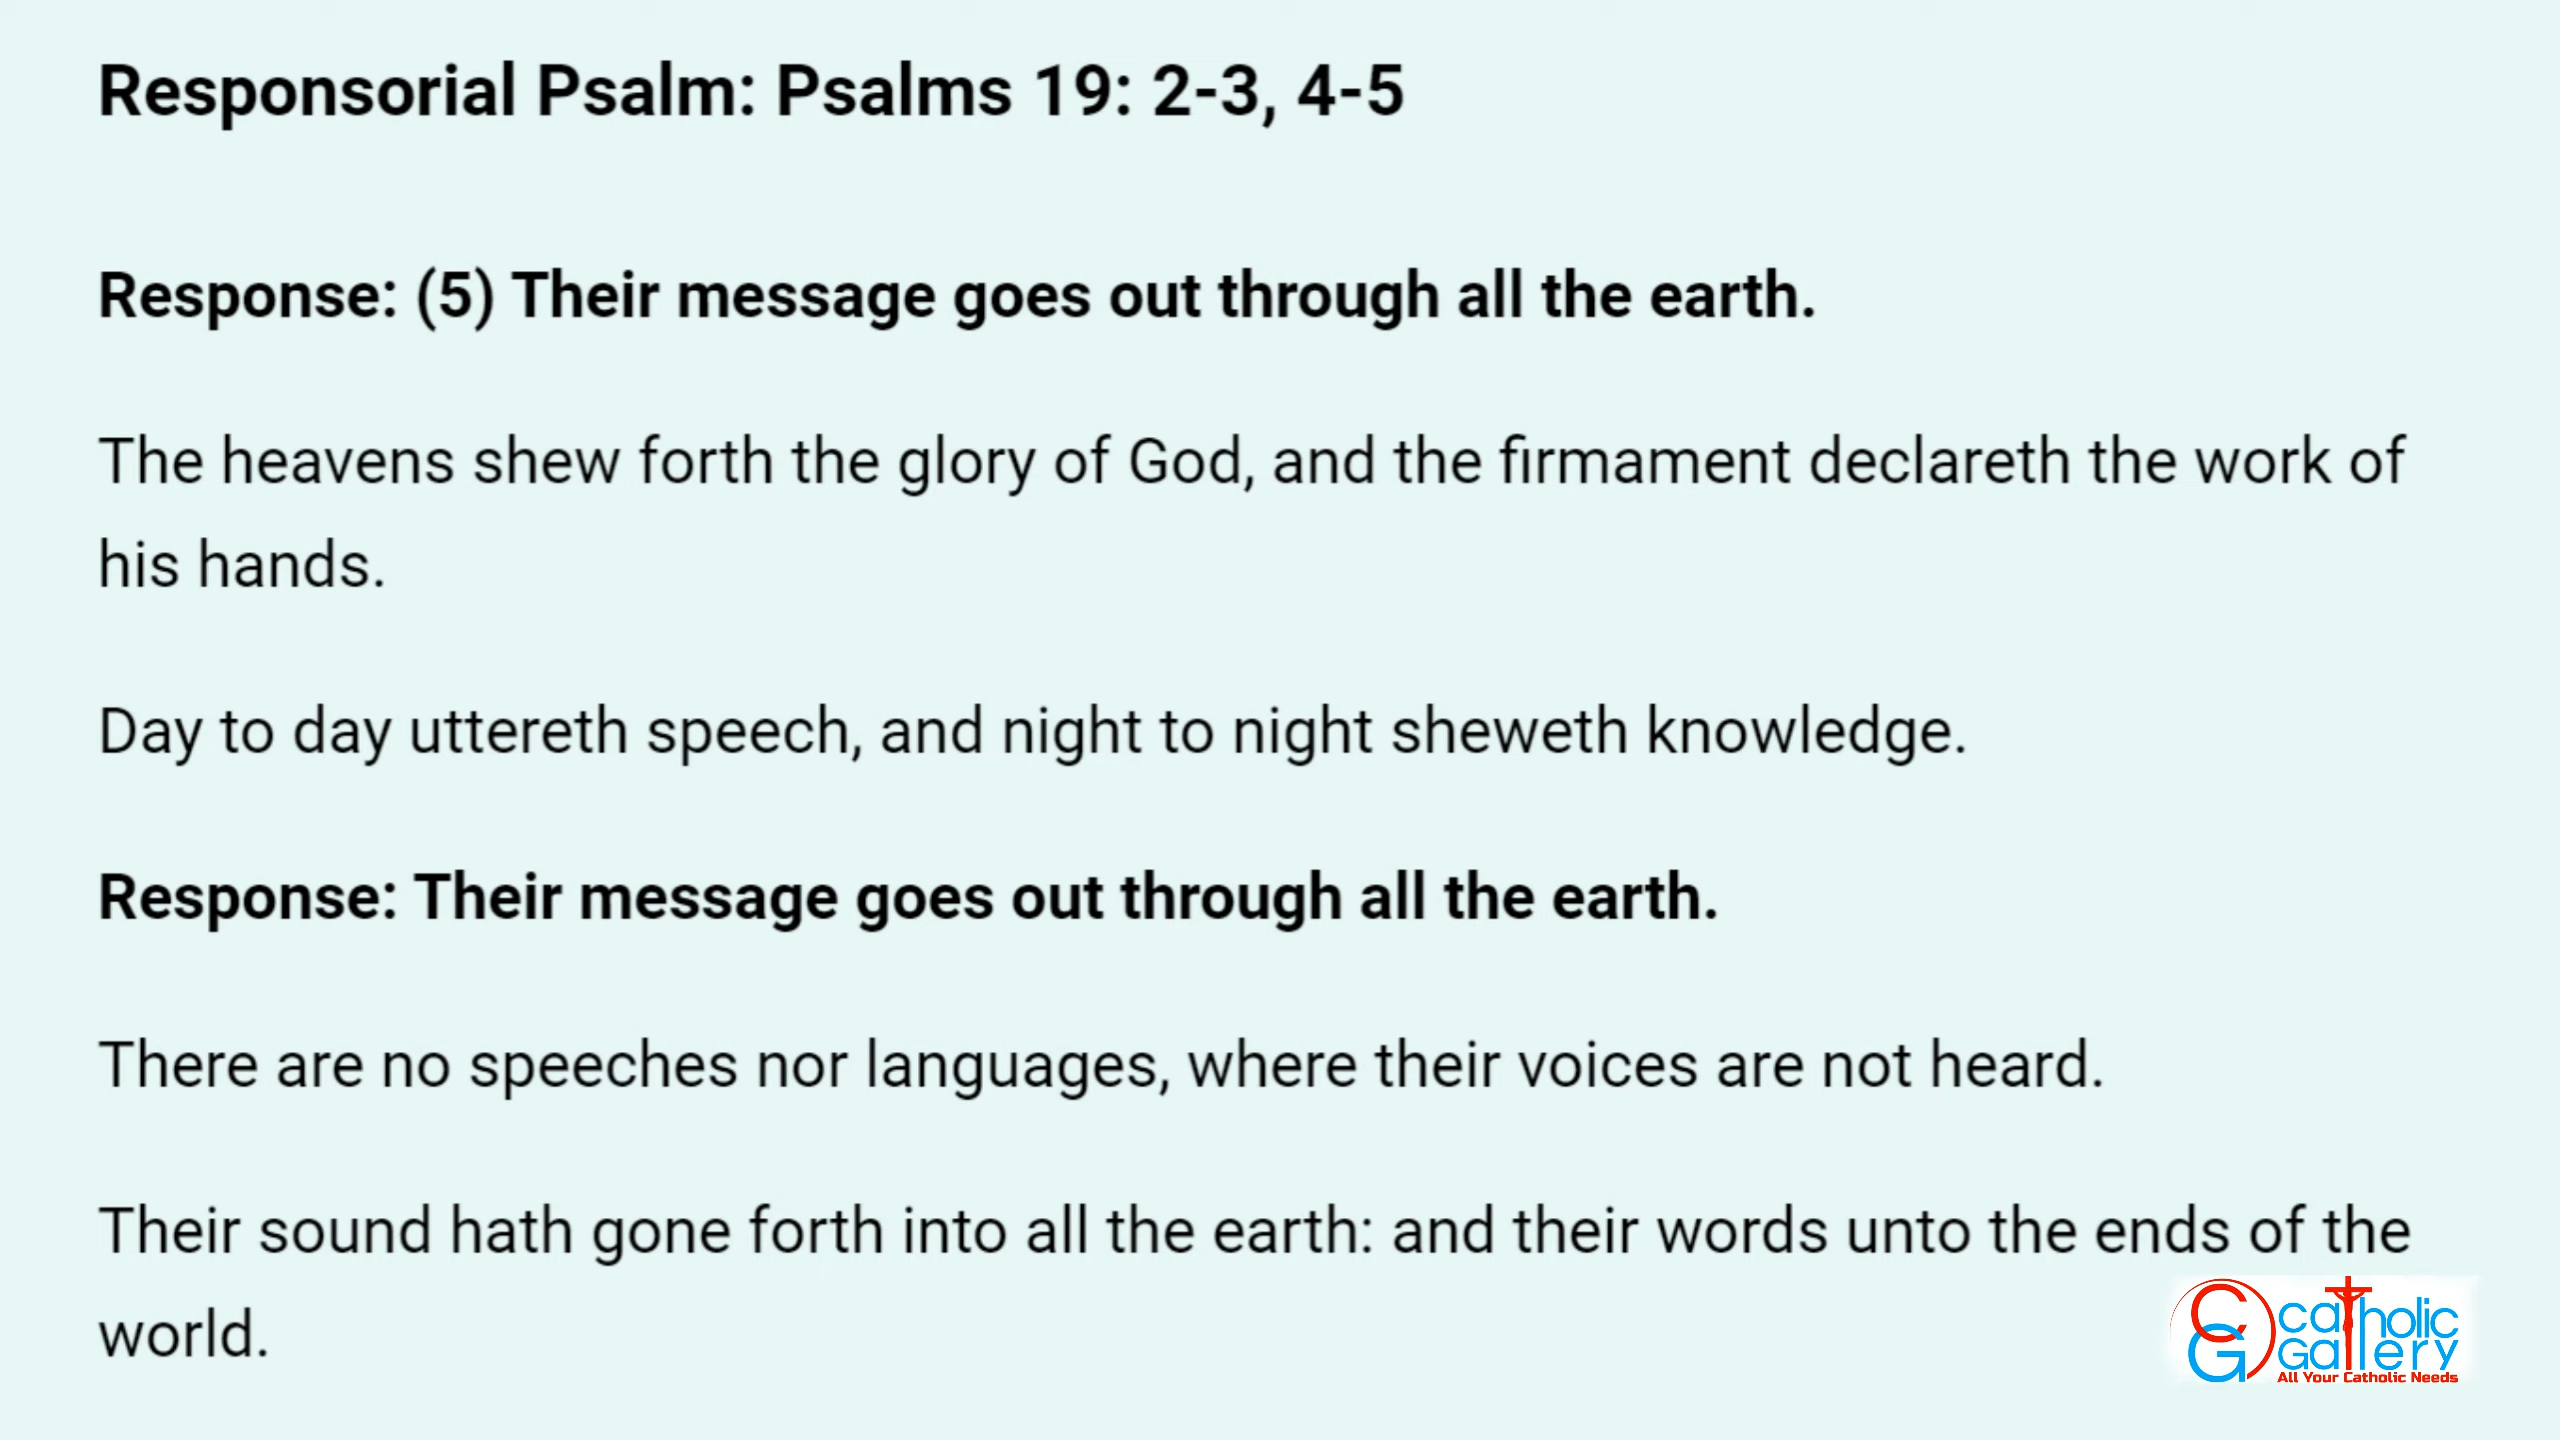 Responsorial Psalm: Psalms 19: 2-3, 4-5
Response: (5) Their message goes out through all the earth.
The heavens shew forth the glory of God, and the firmament declareth the work of
his hands.
Day to day uttereth speech, and night to night sheweth knowledge.
Response: Their message goes out through all the earth.
There are no speeches nor languages, where their voices are not heard.
Their sound hath gone forth into all the earth: and their words unto the ends of the
world.
CG catholic
Gallery
All Your Catholic Needs